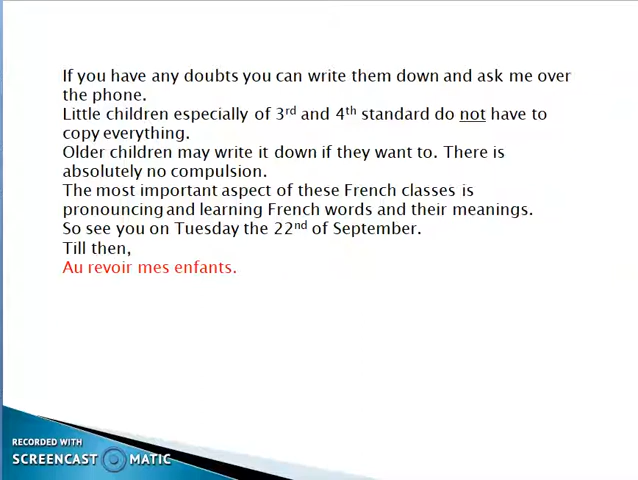 If you have any doubts you can write them down and ask me over
the phone.
Little children especially of 3rd and 4th standard do not have to
copy everything.
Older children may write it down if they want to. There is
absolutely no compulsion.
The most important aspect of these French classes is
pronouncing and learning French words and their meanings.
So see you on Tuesday the 22nd of September.
Till then,
Au revoir mes enfants.
RECORDED WITH
SCREENCAST MATIC